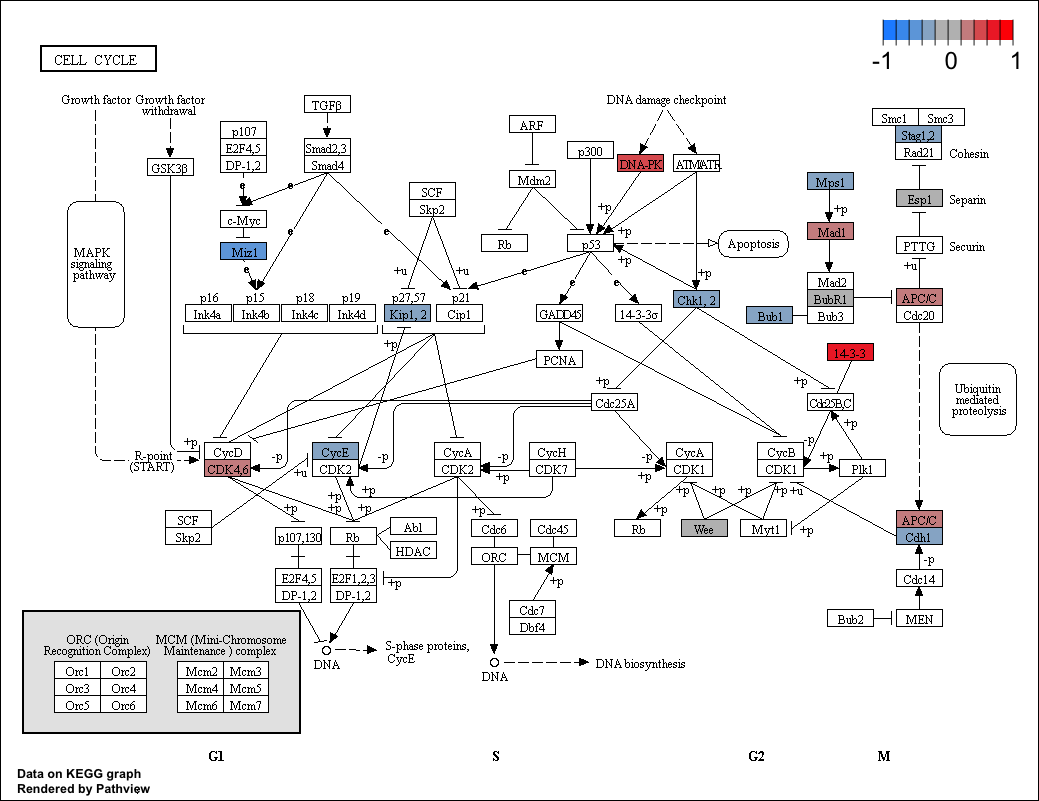 CELL CYCLE
-1 0 1
Growth factor
Growth factor
withdrawal
TGFβ
DNA damage checkpoint
GSK3β
p107
E2F4,5
DP-1,2
Smad2,3
Smad4
ARF
p300
DNA-PK
ATM/ATR
Mdm2
SCF
Skp2
Smc1 Smc3
Stag1,2
Rad21
Cohesin
Mps1
+p
Esp1
Separin
e
e
c-Myc
e
e
Rb
p53
+p
+p
Apoptosis
Mad1
PTTG
Securin
MAPK
signaling
pathway
Miz1
+u
+u
e
e
e
+p
Mad2
BubR1
Bub3
Bub1
+u
APC/C
Cdc20
p16
Ink4a
p15
Ink4b
p18
Ink4c
p19
Ink4d
p27,57
Kip1, 2
p21
Cip1
GADD45
14-3-3σ
Chk1, 2
+p
PCNA
14-3-3
+p
Cdc25A
+p
Cdc25B,C
Ubiquitin
mediated
proteolysis
R-point
(START)
+p
CycD
CDK4,6
-p
+u
CycE
CDK2
-p
+p
CycA
CDK2
-p
+p
CycH
CDK7
-p
+p
CycA
CDK1
CycB
CDK1
-p
+p
+p
Plk1
+p
+p
+p
+p
+p
+p
+p
+p
+u
SCF
Skp2
p107,130
Rb
Abl
HDAC
Cdc6
Cdc45
ORC
MCM
Rb
Wee
Myt1
+p
APC/C
Cdh1
-p
Cdc14
E2F4,5
DP-1,2
E2F1,2,3
DP-1,2
+p
+p
Cdc7
Dbf4
Bub2
MEN
DNA
S-phase proteins,
CycE
DNA
DNA biosynthesis
ORC (Origin
Recognition Complex)
MCM (Mini-Chromosome
Maintenance ) complex
Orc1 Orc2
Orc3 Orc4
Orc5 Orc6
Mcm2 Mcm3
Mcm4 Mcm5
Mcm6 Mcm7
G1 S G2 M
Data on KEGG graph
Rendered by Pathview